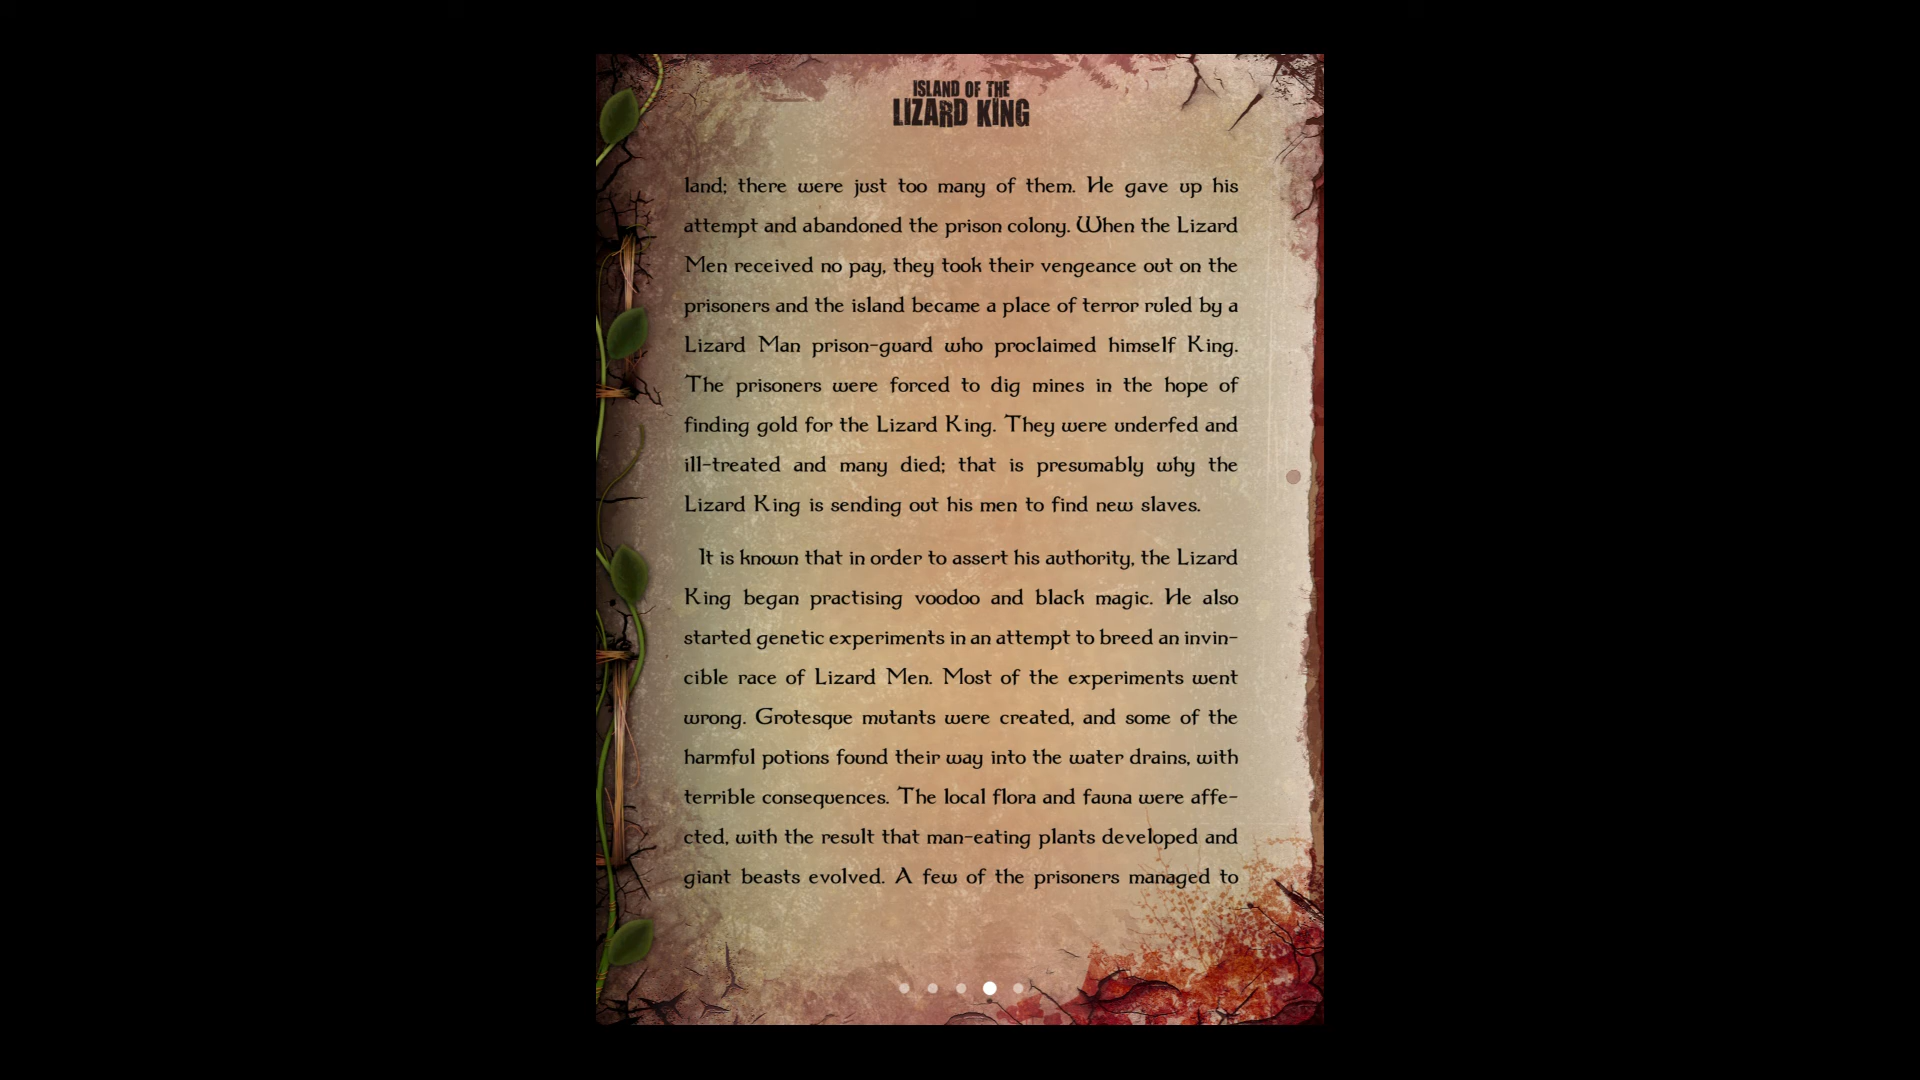 ISLAND OF THE
LIZARD KING
land; there were just too many of them. He gave up his
attempt and abandoned the prison colony. When the Lizard
Men received no pay, they took their vengeance out on the
prisoners and the island became a place of terror ruled by a
Lizard Man prison-guard who proclaimed himself King.
The prisoners were forced to dig mines in the hope of
finding gold for the Lizard King. They were underfed and
ill-treated and many died; that is presumably why the
Lizard King is sending out his men to find new slaves.
It is known that in order to assert his authority, the Lizard
King began practising voodoo and black magic. He also
started genetic experiments in an attempt to breed an invin-
cible race of Lizard Men. Most of the experiments went
wrong. Grotesque mutants were created, and some of the
harmful potions found their way into the water drains, with
terrible consequences. The local flora and fauna were affe-
cted, with the result that man-eating plants developed and
giant beasts evolved. A few of the prisoners managed to